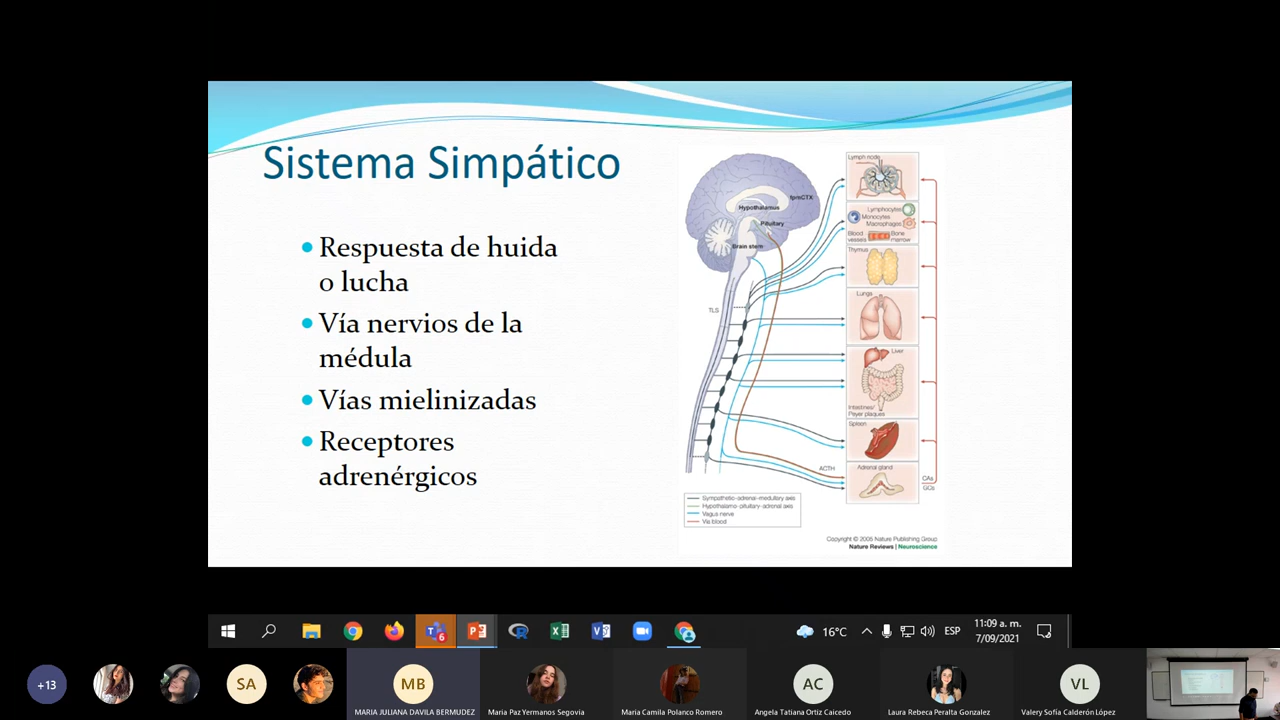 Sistema Simpático
Respuesta de huida
o lucha
Vía nervios de la
médula
Vías mielinizadas
Receptores
adrenérgicos
Hypothalamus
Pituitary
Brain stem
TLS
Lymph node
Lymphocytes
Monocytes
Macrophages
Blood
vessels
Bone
marrow
Thymus
Lungs
Liver
Intestines/
Peyer plaques
Spleen
Adrenal gland
ACTH
CAs
GCs
Sympathetic-adrenal-medullary axis
Hypothalamo-pituitary-adrenal axis
Vagus nerve
Via blood
Copyright © 2005 Nature Publishing Group
Nature Reviews | Neuroscience
6
16°C
ESP
11:09 a. m.
7/09/2021
+13
SA
MB
MARIA JULIANA DAVILA BERMUDEZ
Maria Paz Yermanos Segovia
Maria Camila Polanco Romero
AC
Angela Tatiana Ortiz Caicedo
Laura Rebeca Peralta Gonzalez
VL
Valery Sofía Calderón López